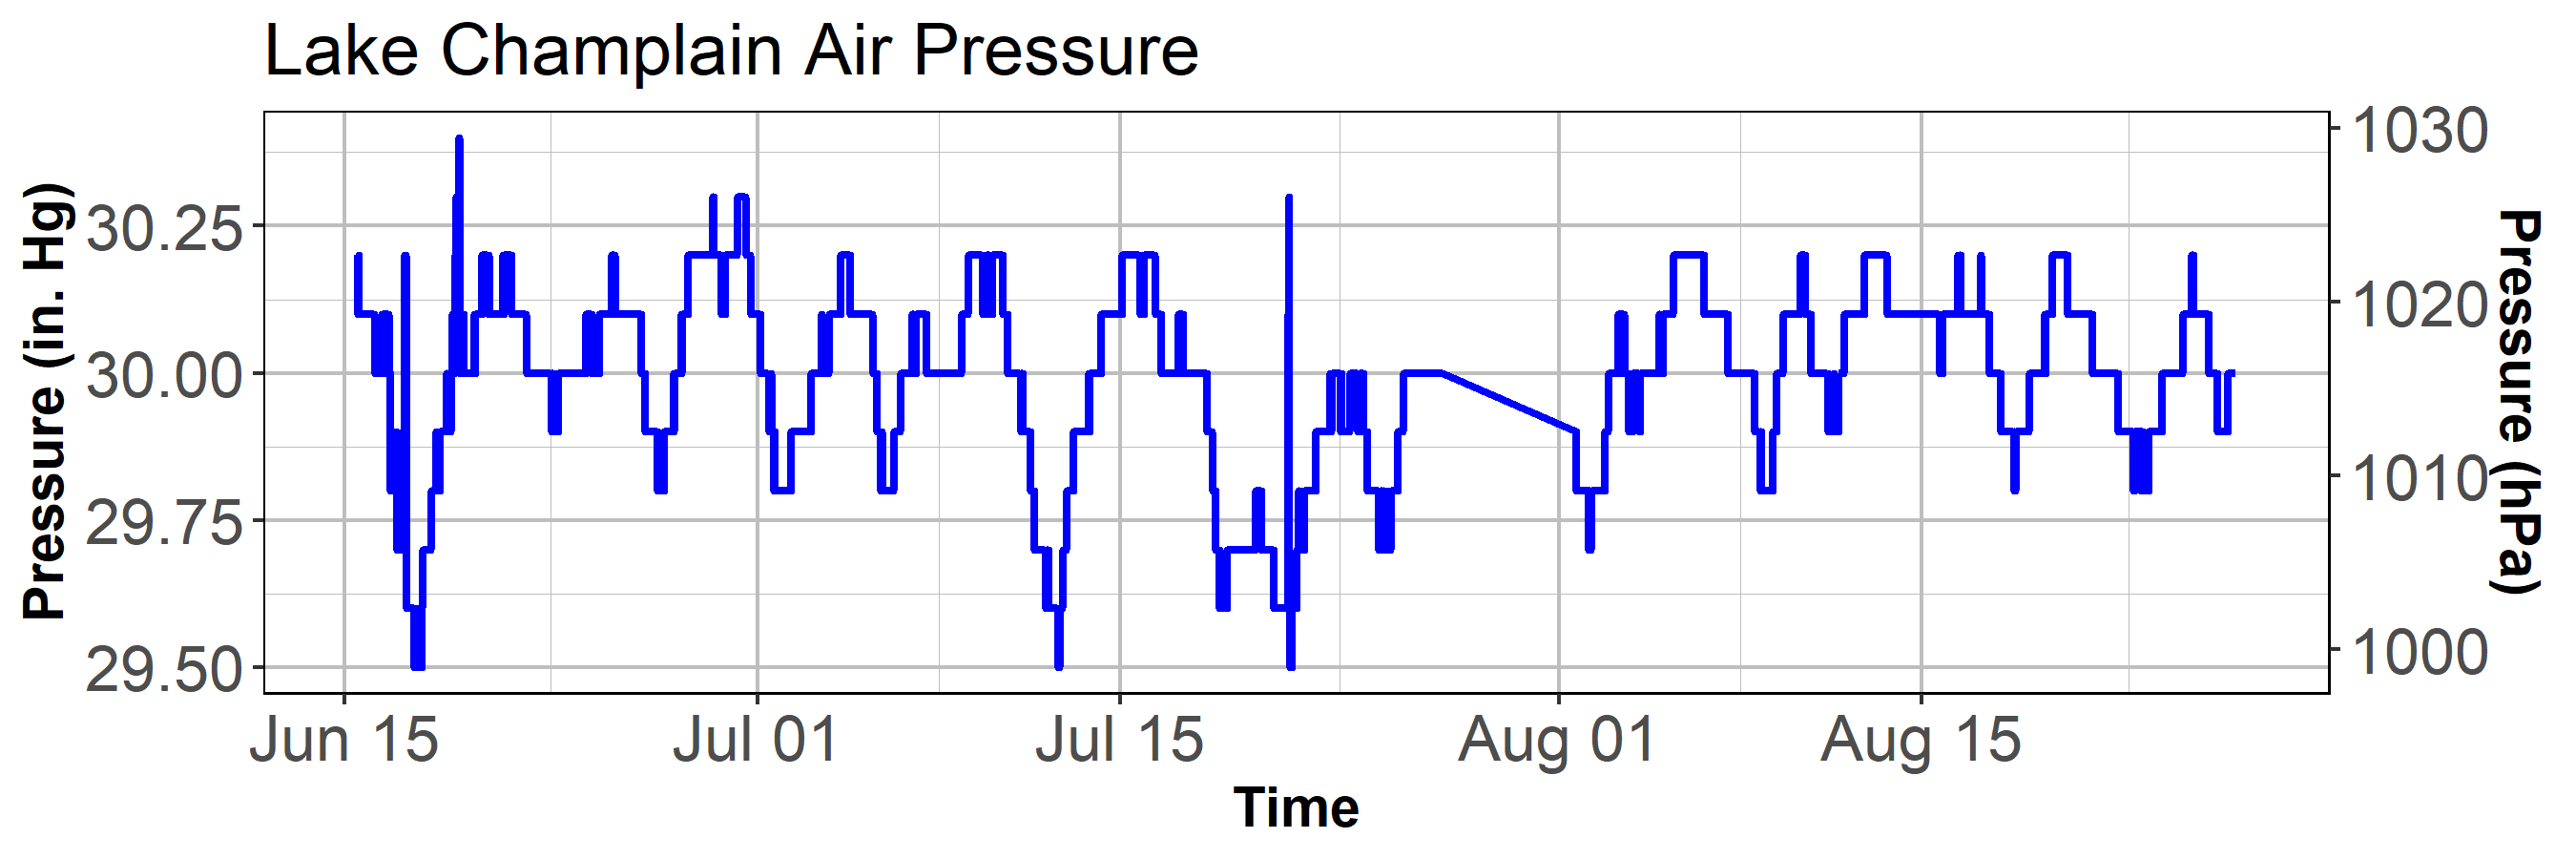 Lake Champlain Air Pressure
Pressure (in. Hg)
30.25
30.00
29.75
29.50
1030
1020
1010
1000
Pressure (hPa)
Jun 15 Jul 01 Jul 15 Aug 01 Aug 15
Time